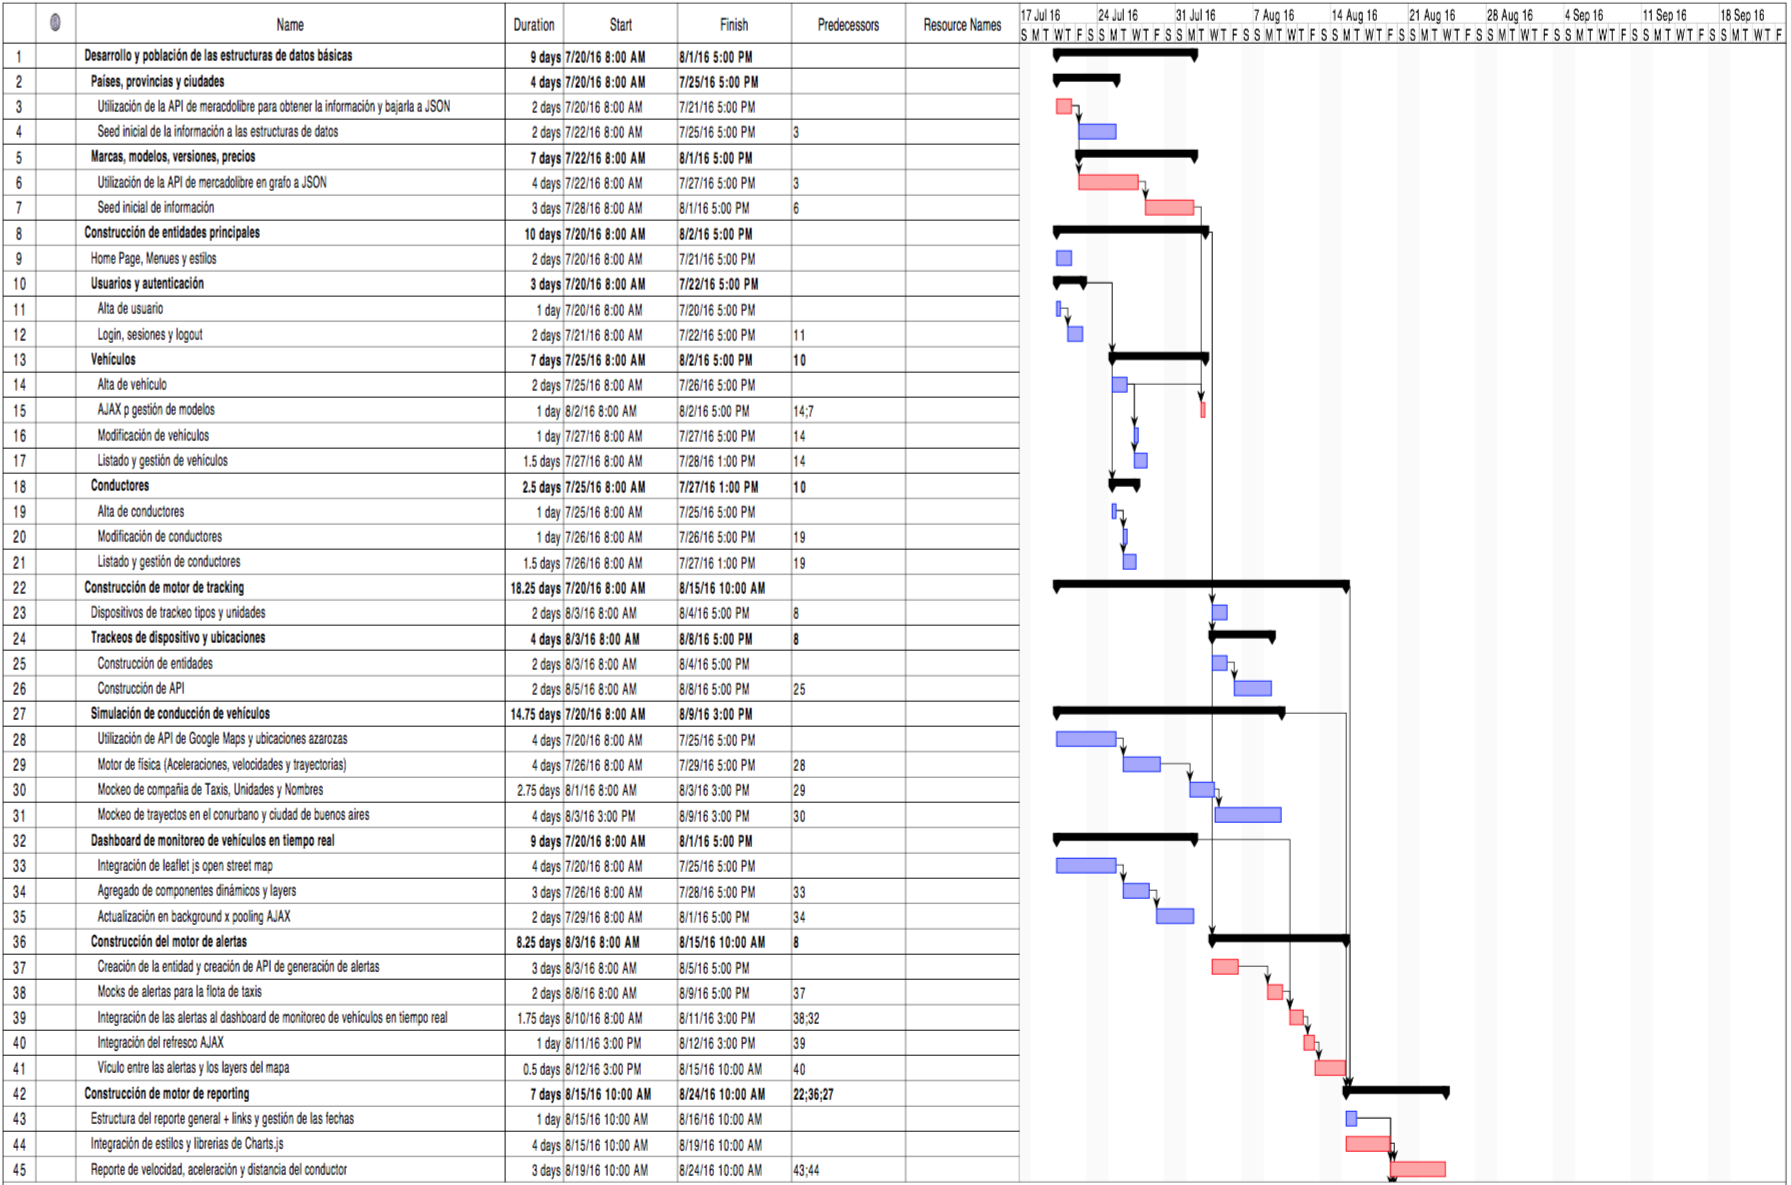 Name Duration Start Finish Predecessors Resource Names 17 Jul 16 24 Jul 16 31 Jul 16 7 Aug 16 14 Aug 16 21 Aug 16 28 Aug 16 4 Sep 16 11 Sep 16 18 Sep 16
S M T W T F S S M T W T F S S M T W T F S S M T W T F S S M T W T F S S M T W T F S S M T W T F S S M T W T F S S M T W T F S S M T W T F
1 Desarrollo y población de las estructuras de datos básicas 9 days 7/20/16 8:00 AM 8/1/16 5:00 PM
2 Países, provincias y ciudades 4 days 7/20/16 8:00 AM 7/25/16 5:00 PM
3 Utilización de la API de meracdolibre para obtener la información y bajarla a JSON 2 days 7/20/16 8:00 AM 7/21/16 5:00 PM
4 Seed inicial de la información a las estructuras de datos 2 days 7/22/16 8:00 AM 7/25/16 5:00 PM 3
5 Marcas, modelos, versiones, precios 7 days 7/22/16 8:00 AM 8/1/16 5:00 PM
6 Utilización de la API de mercadolibre en grafo a JSON 4 days 7/22/16 8:00 AM 7/27/16 5:00 PM 3
7 Seed inicial de información 3 days 7/28/16 8:00 AM 8/1/16 5:00 PM 6
8 Construcción de entidades principales 10 days 7/20/16 8:00 AM 8/2/16 5:00 PM
9 Home Page, Menues y estilos 2 days 7/20/16 8:00 AM 7/21/16 5:00 PM
10 Usuarios y autenticación 3 days 7/20/16 8:00 AM 7/22/16 5:00 PM
11 Alta de usuario 1 day 7/20/16 8:00 AM 7/20/16 5:00 PM
12 Login, sesiones y logout 2 days 7/21/16 8:00 AM 7/22/16 5:00 PM 11
13 Vehículos 7 days 7/25/16 8:00 AM 8/2/16 5:00 PM 10
14 Alta de vehículo 2 days 7/25/16 8:00 AM 7/26/16 5:00 PM
15 AJAX p gestión de modelos 1 day 8/2/16 8:00 AM 8/2/16 5:00 PM 14;7
16 Modificación de vehículos 1 day 7/27/16 8:00 AM 7/27/16 5:00 PM 14
17 Listado y gestión de vehículos 1.5 days 7/27/16 8:00 AM 7/28/16 1:00 PM 14
18 Conductores 2.5 days 7/25/16 8:00 AM 7/27/16 1:00 PM 10
19 Alta de conductores 1 day 7/25/16 8:00 AM 7/25/16 5:00 PM
20 Modificación de conductores 1 day 7/26/16 8:00 AM 7/26/16 5:00 PM 19
21 Listado y gestión de conductores 1.5 days 7/26/16 8:00 AM 7/27/16 1:00 PM 19
22 Construcción de motor de tracking 18.25 days 7/20/16 8:00 AM 8/15/16 10:00 AM
23 Dispositivos de trackeo tipos y unidades 2 days 8/3/16 8:00 AM 8/4/16 5:00 PM 8
24 Trackeos de dispositivo y ubicaciones 4 days 8/3/16 8:00 AM 8/8/16 5:00 PM 8
25 Construcción de entidades 2 days 8/3/16 8:00 AM 8/4/16 5:00 PM
26 Construcción de API 2 days 8/5/16 8:00 AM 8/8/16 5:00 PM 25
27 Simulación de conducción de vehículos 14.75 days 7/20/16 8:00 AM 8/9/16 3:00 PM
28 Utilización de API de Google Maps y ubicaciones azarozas 4 days 7/20/16 8:00 AM 7/25/16 5:00 PM
29 Motor de física (Aceleraciones, velocidades y trayectorias) 4 days 7/26/16 8:00 AM 7/29/16 5:00 PM 28
30 Mockeo de compañia de Taxis, Unidades y Nombres 2.75 days 8/1/16 8:00 AM 8/3/16 3:00 PM 29
31 Mockeo de trayectos en el conurbano y ciudad de buenos aires 4 days 8/3/16 3:00 PM 8/9/16 3:00 PM 30
32 Dashboard de monitoreo de vehículos en tiempo real 9 days 7/20/16 8:00 AM 8/1/16 5:00 PM
33 Integración de leaflet js open street map 4 days 7/20/16 8:00 AM 7/25/16 5:00 PM
34 Agregado de componentes dinámicos y layers 3 days 7/26/16 8:00 AM 7/28/16 5:00 PM 33
35 Actualización en background x pooling AJAX 2 days 7/29/16 8:00 AM 8/1/16 5:00 PM 34
36 Construcción del motor de alertas 8.25 days 8/3/16 8:00 AM 8/15/16 10:00 AM 8
37 Creación de la entidad y creación de API de generación de alertas 3 days 8/3/16 8:00 AM 8/5/16 5:00 PM
38 Mocks de alertas para la flota de taxis 2 days 8/8/16 8:00 AM 8/9/16 5:00 PM 37
39 Integración de las alertas al dashboard de monitoreo de vehículos en tiempo real 1.75 days 8/10/16 8:00 AM 8/11/16 3:00 PM 38;32
40 Integración del refresco AJAX 1 day 8/11/16 3:00 PM 8/12/16 3:00 PM 39
41 Vículo entre las alertas y los layers del mapa 0.5 days 8/12/16 3:00 PM 8/15/16 10:00 AM 40
42 Construcción de motor de reporting 7 days 8/15/16 10:00 AM 8/24/16 10:00 AM 22;36;27
43 Estructura del reporte general + links y gestión de las fechas 1 day 8/15/16 10:00 AM 8/16/16 10:00 AM
44 Integración de estilos y librerias de Charts.js 4 days 8/15/16 10:00 AM 8/19/16 10:00 AM
45 Reporte de velocidad, aceleración y distancia del conductor 3 days 8/19/16 10:00 AM 8/24/16 10:00 AM 43;44